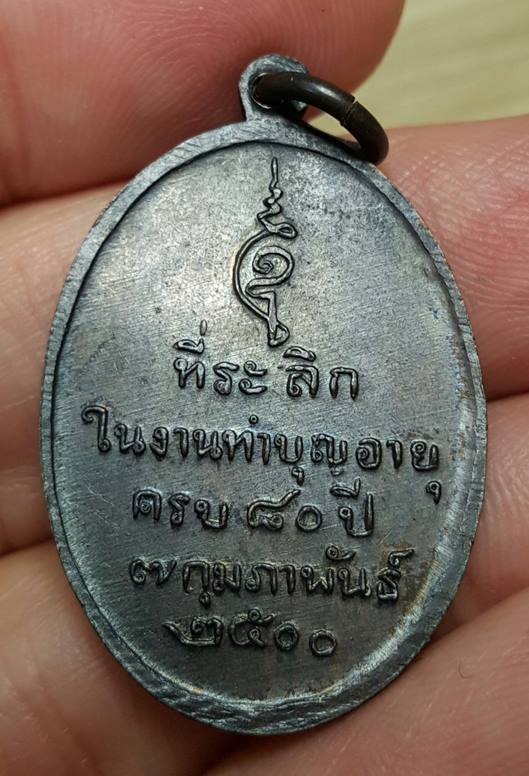 ที่ระลึก
ในงานทำบุญอายุ
ครบ ๘๐ ปี
๗ กุมภาพันธ์
๒๕๐๐